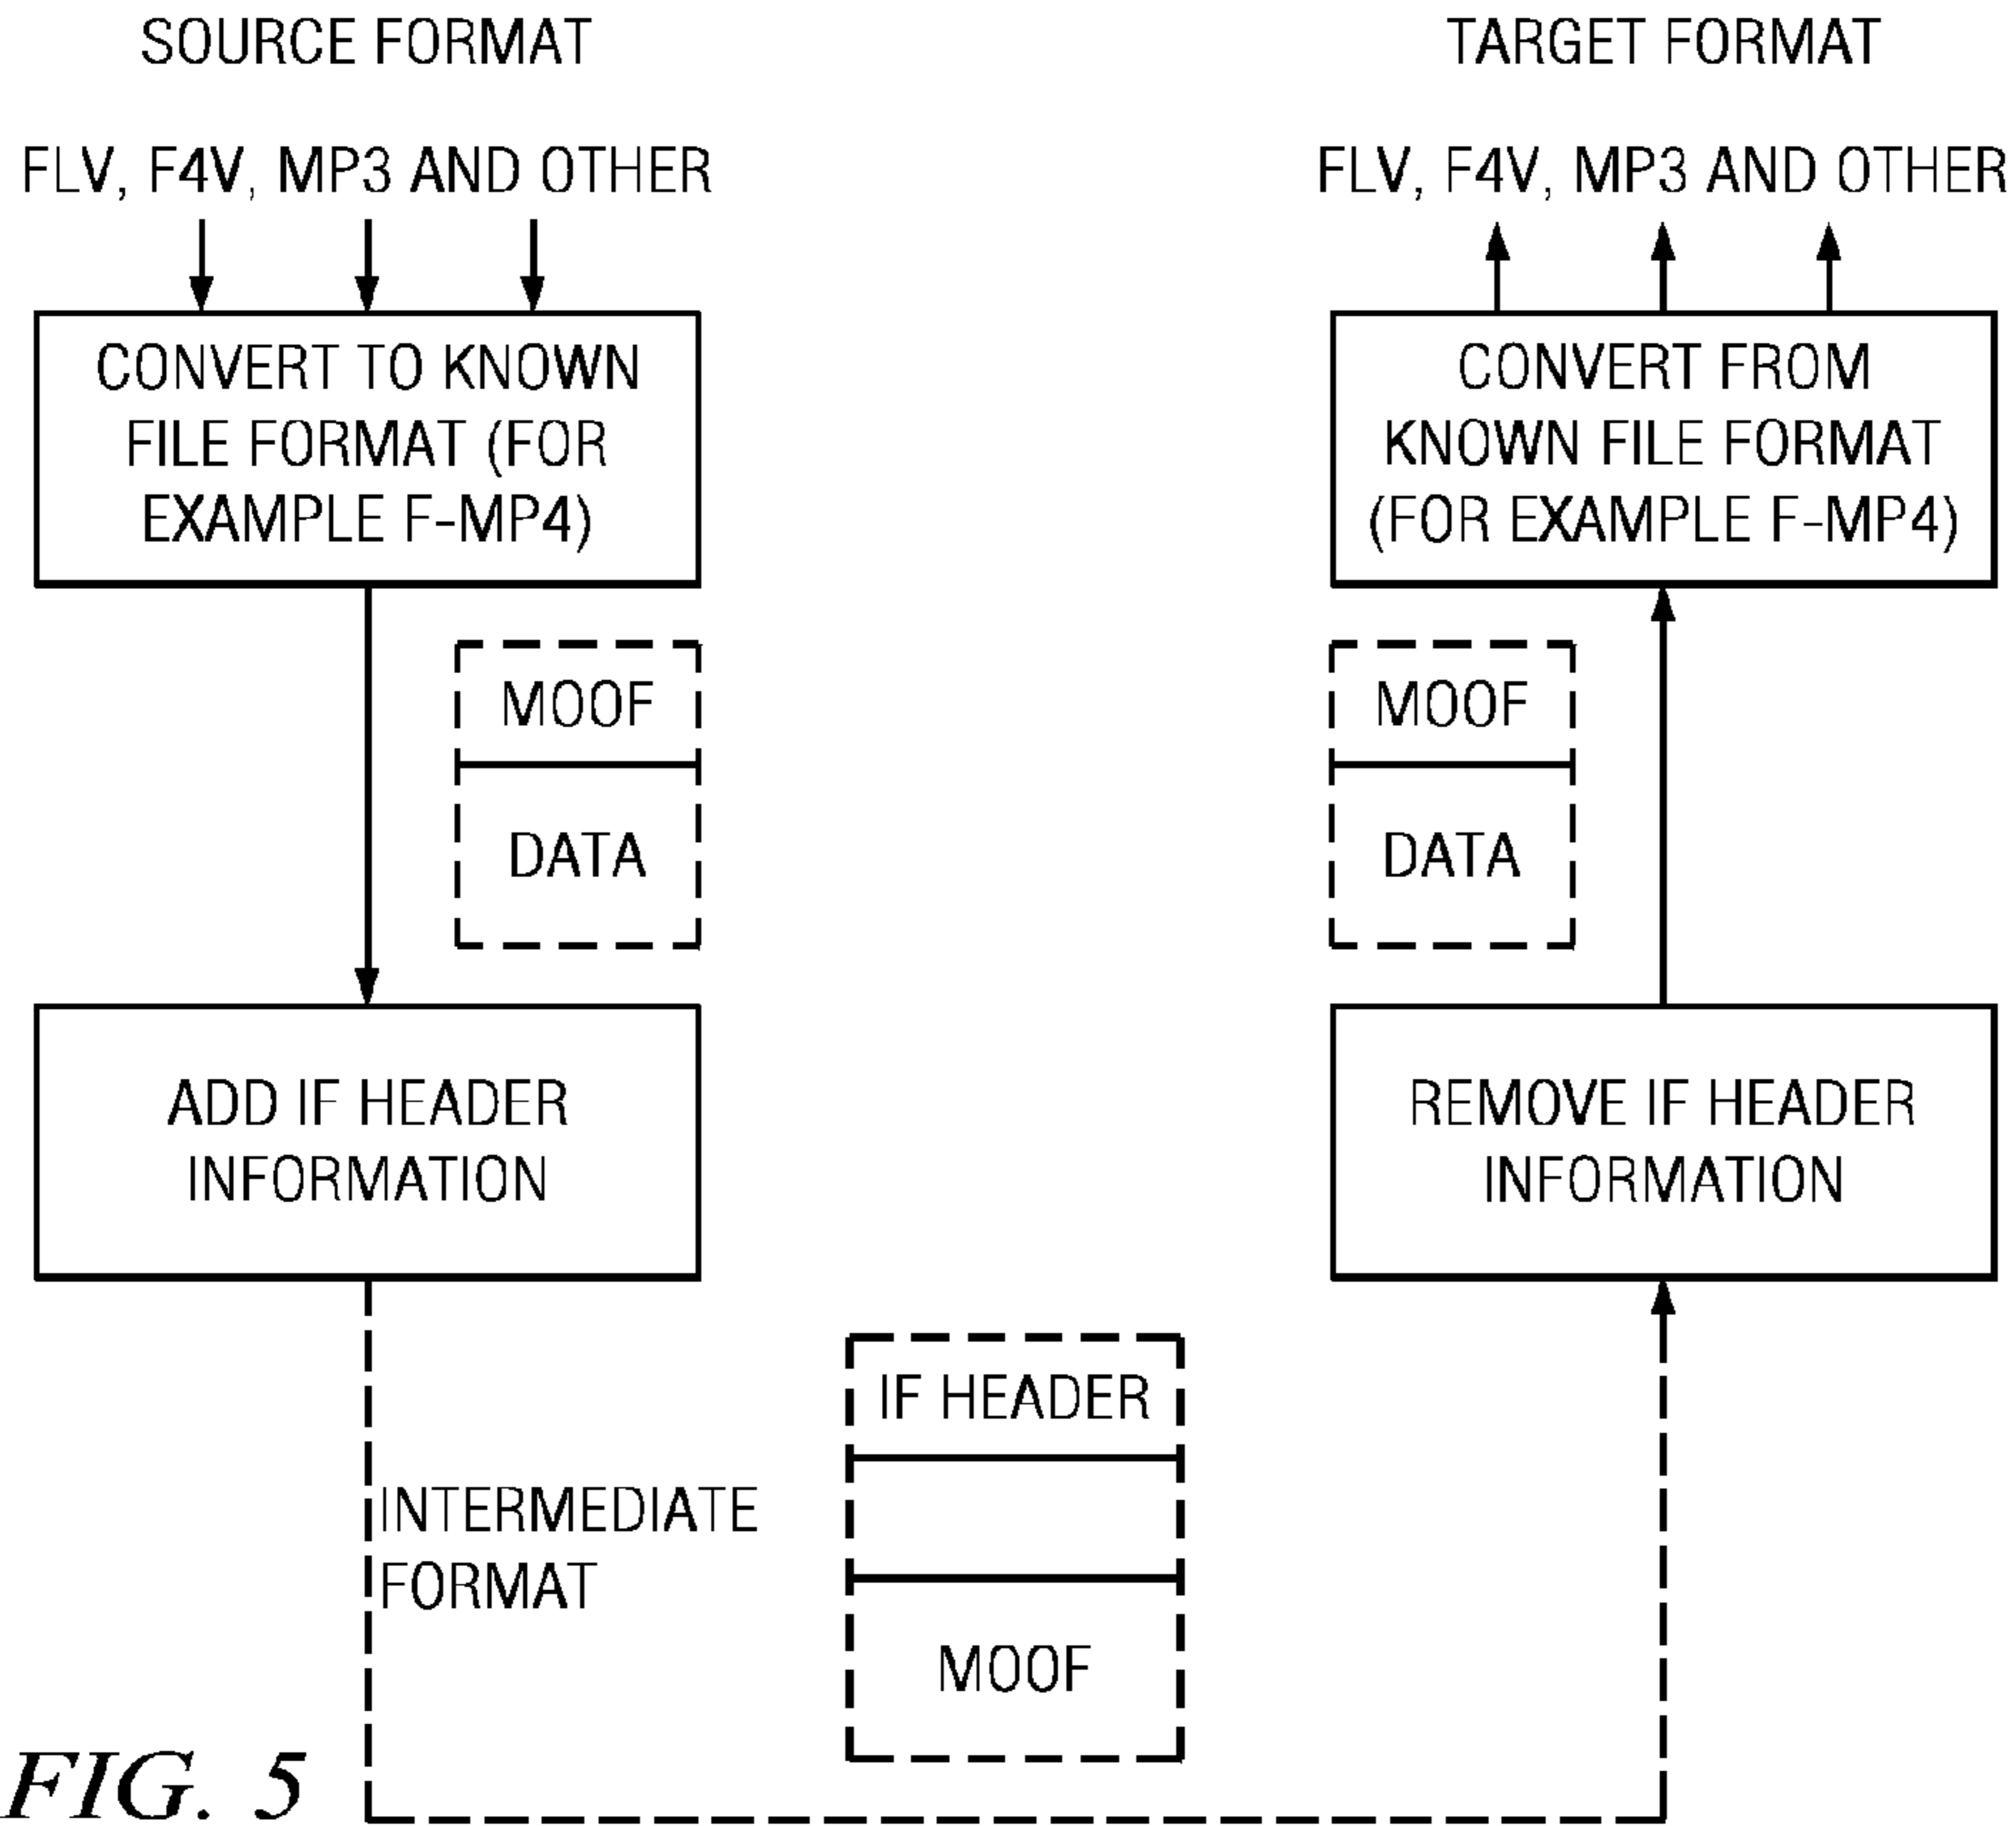 SOURCE FORMAT
FLV, F4V, MP3 AND OTHER
CONVERT TO KNOWN
FILE FORMAT (FOR
EXAMPLE F-MP4)
MOOF
DATA
ADD IF HEADER
INFORMATION
INTERMEDIATE
FORMAT
IF HEADER
MOOF
TARGET FORMAT
FLV, F4V, MP3 AND OTHER
CONVERT FROM
KNOWN FILE FORMAT
(FOR EXAMPLE F-MP4)
MOOF
DATA
REMOVE IF HEADER
INFORMATION
FIG. 5